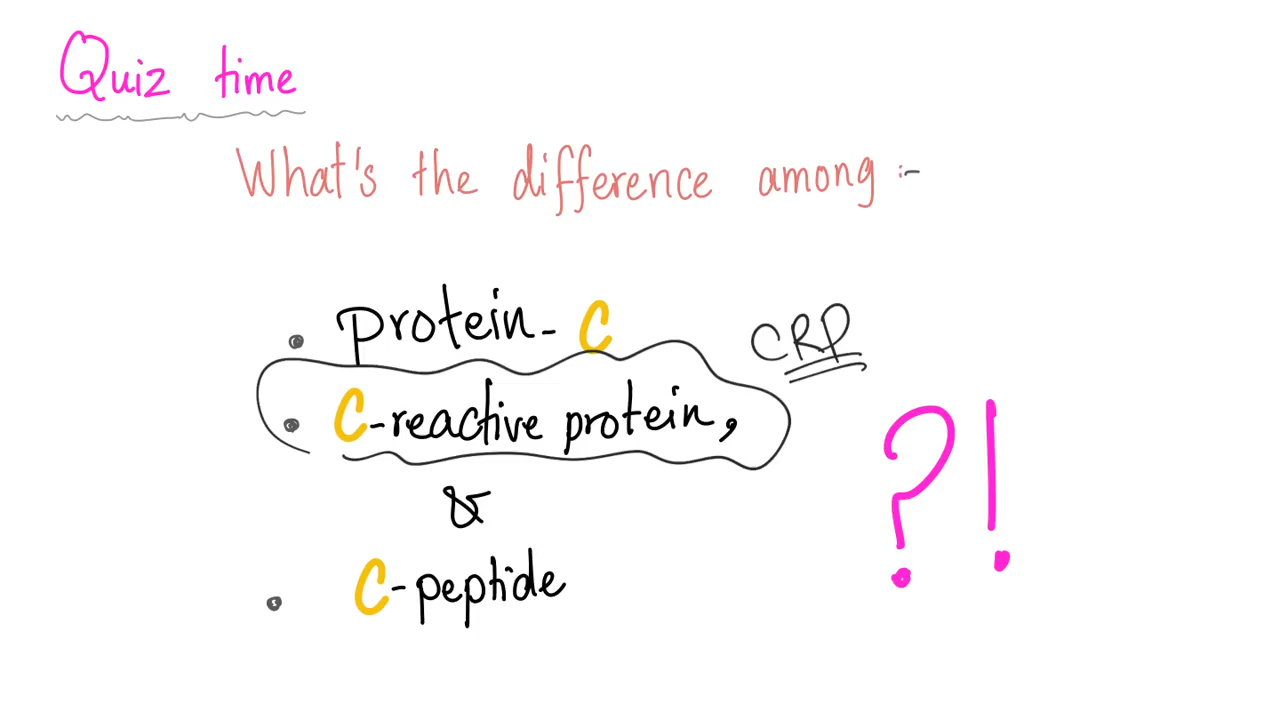 Quiz time
What's the difference among :-
• protein- C
CRP
• C-reactive protein,
&
• C-peptide
?!